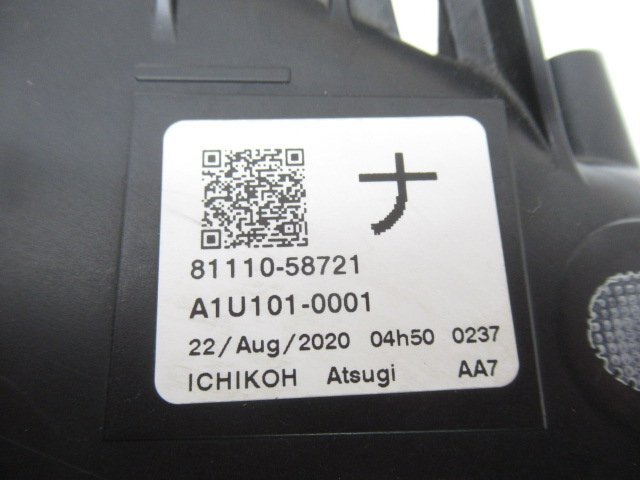 ナ
81110-58721
A1U101-0001
22/Aug/2020 04h50 0237
ICHIKOH Atsugi AA7